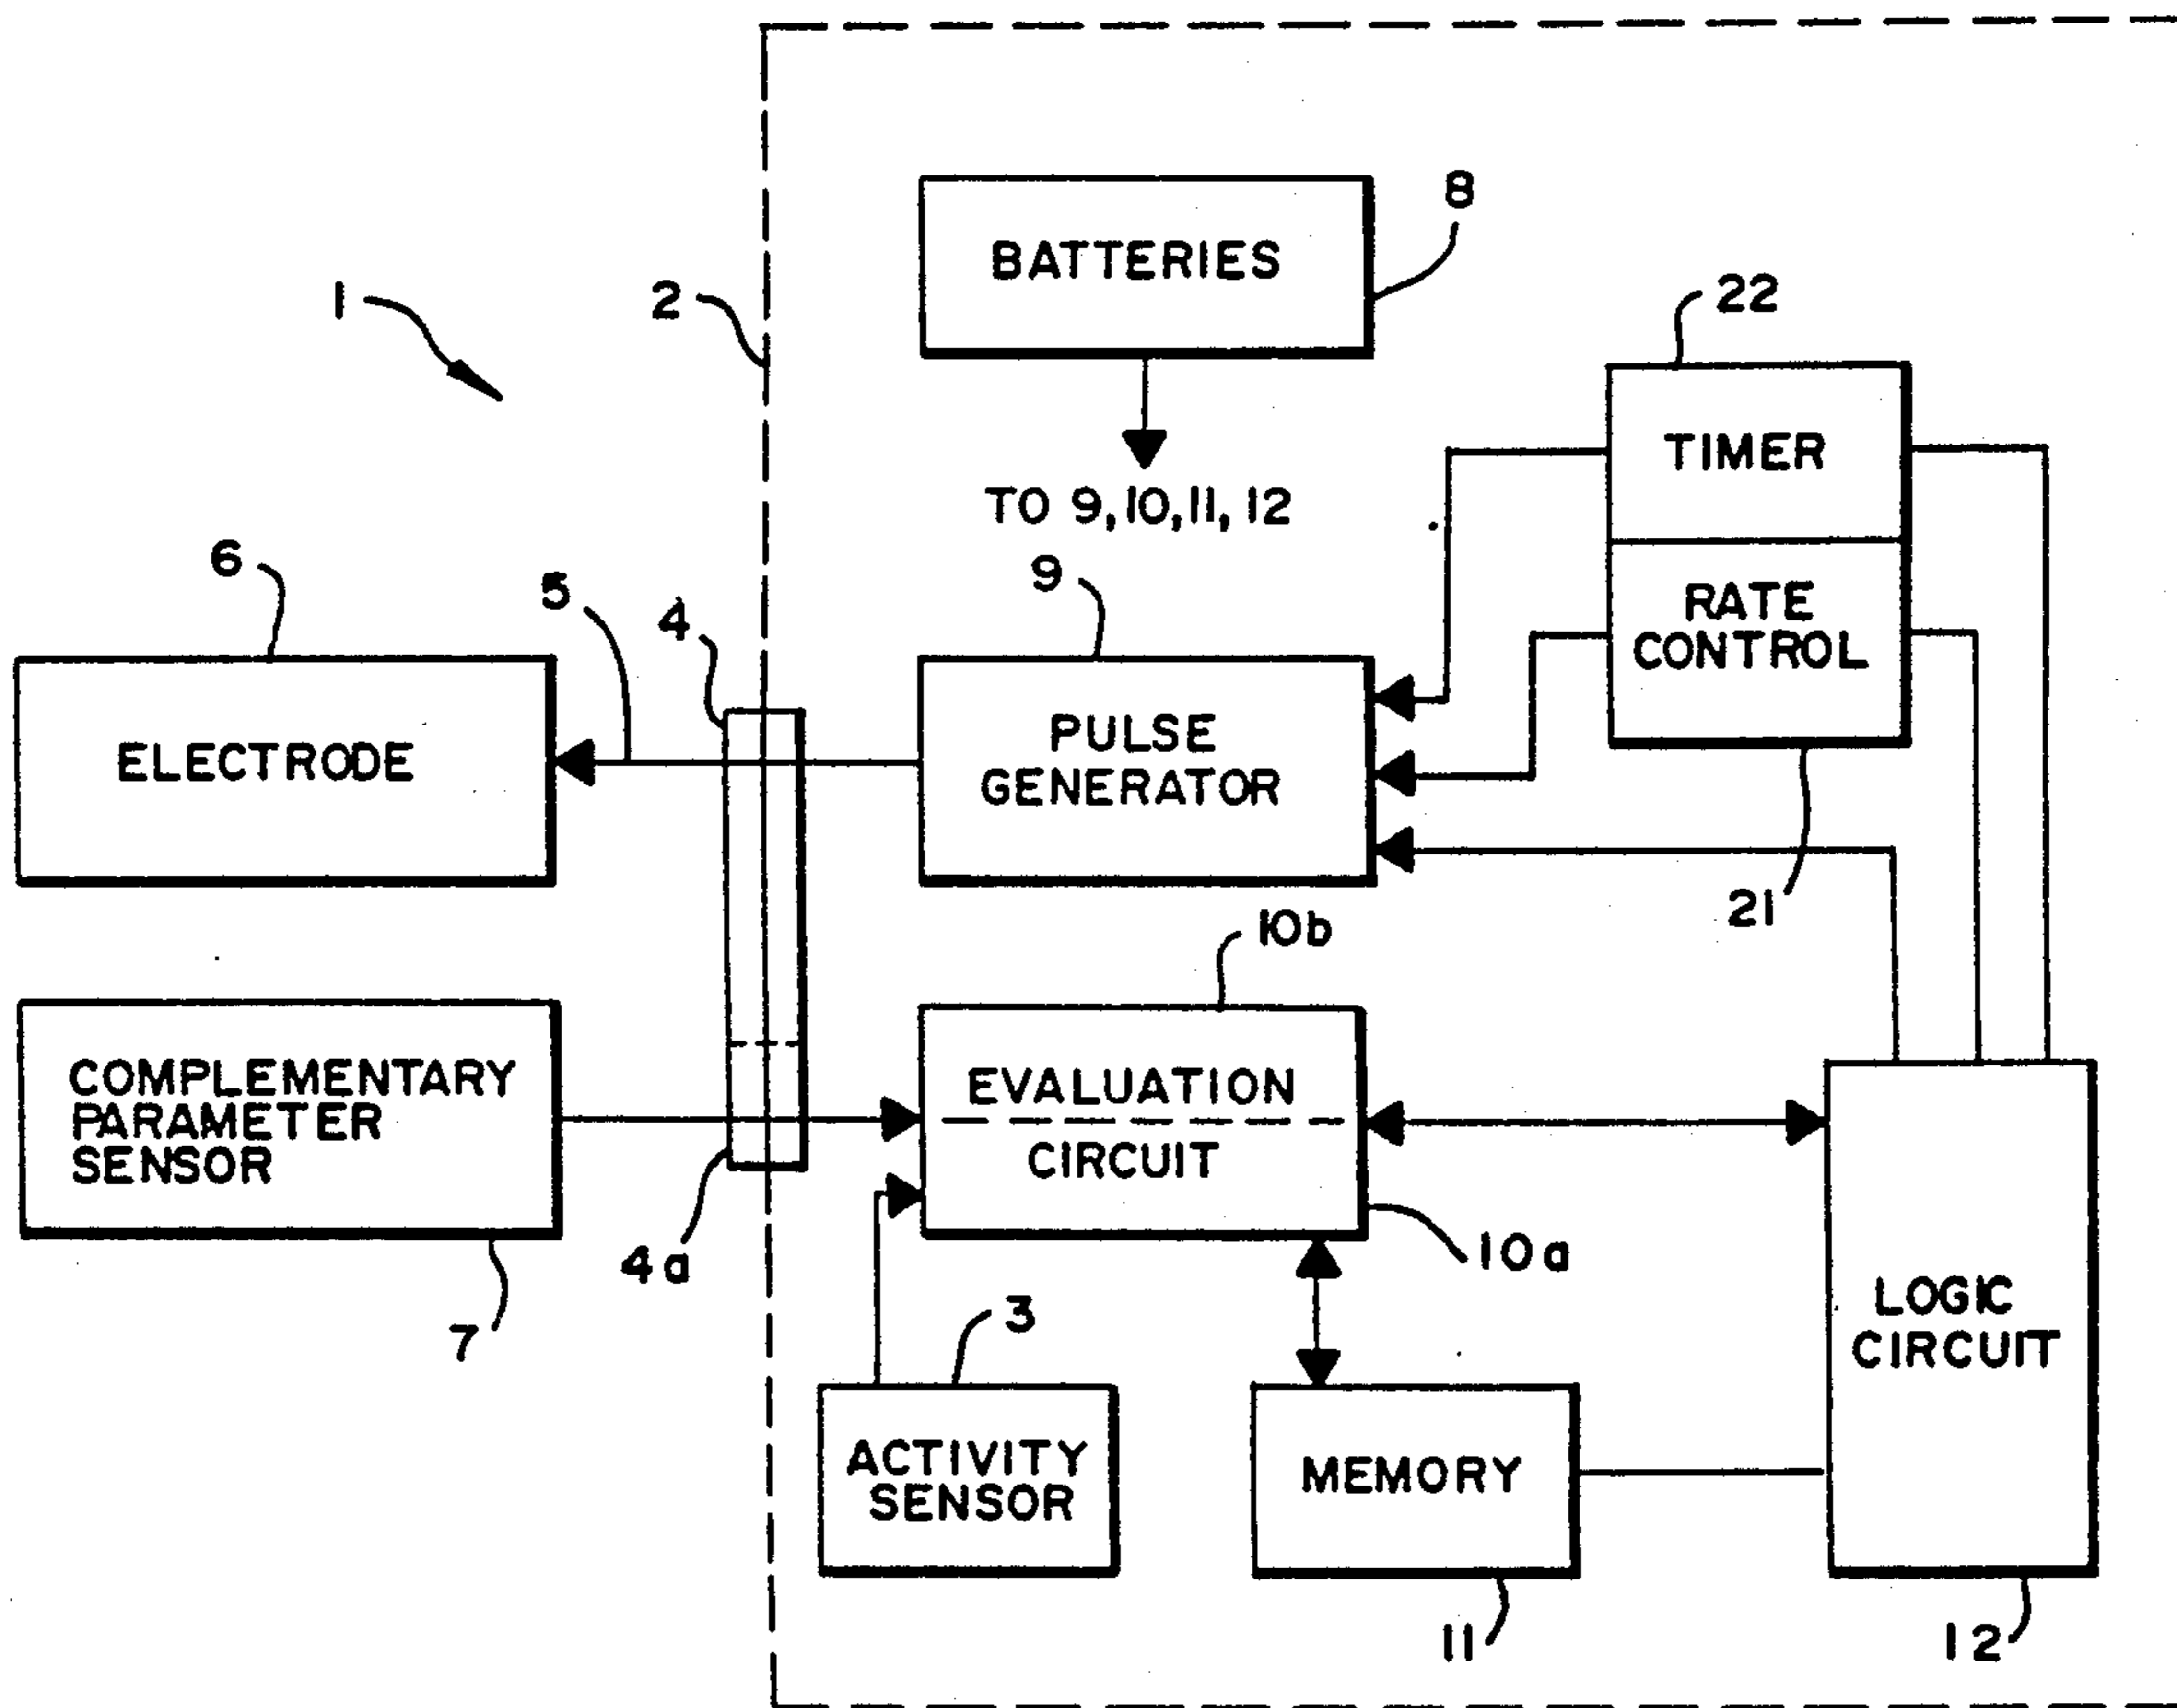 BATTERIES
8
1
2
22
TIMER
TO 9, 10, 11, 12
6
5
4
9
RATE
CONTROL
ELECTRODE
PULSE
GENERATOR
21
10b
COMPLEMENTARY
PARAMETER
SENSOR
EVALUATION
CIRCUIT
4a
10a
7
3
LOGIC
CIRCUIT
ACTIVITY
SENSOR
MEMORY
11
12